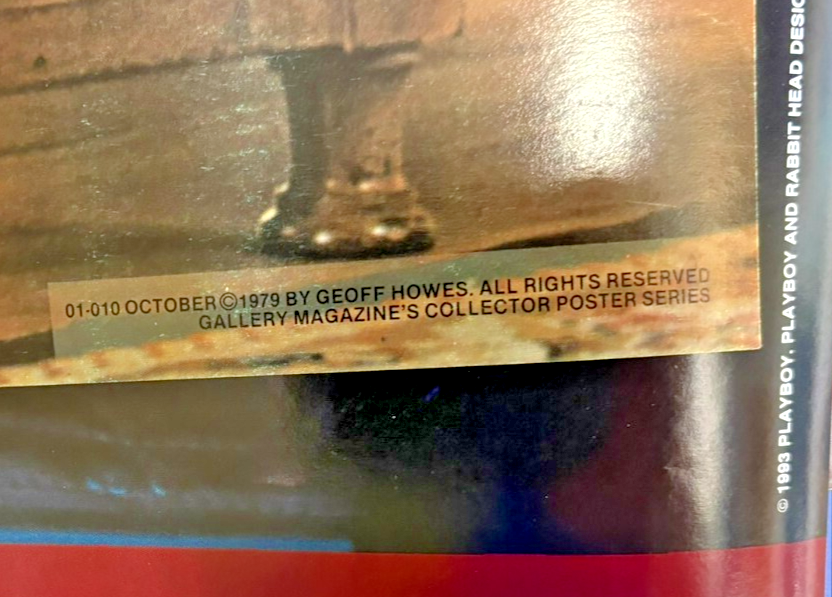 01-010 OCTOBER©1979 BY GEOFF HOWES. ALL RIGHTS RESERVED
GALLERY MAGAZINE'S COLLECTOR POSTER SERIES
© 1993 PLAYBOY. PLAYBOY AND RABBIT HEAD